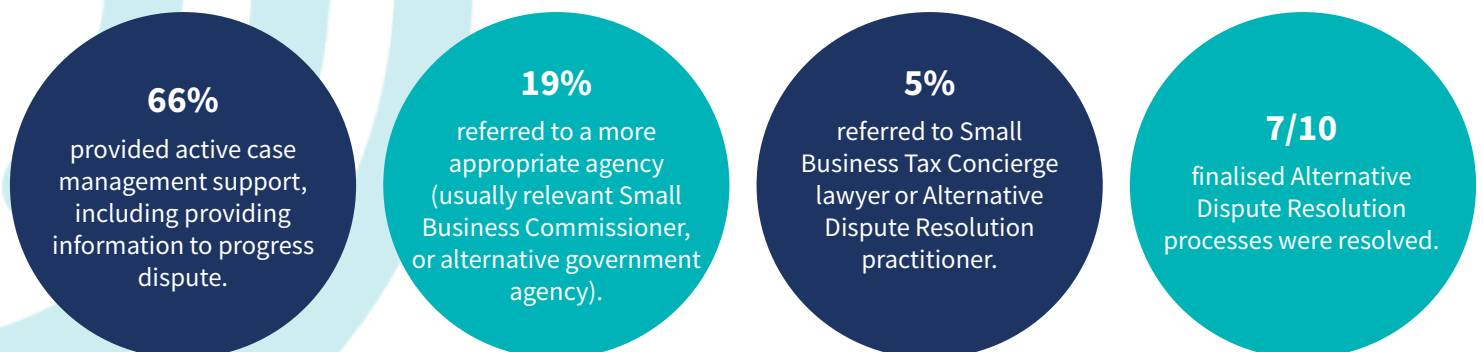 66%
provided active case
management support,
including providing
information to progress
dispute.
19%
referred to a more
appropriate agency
(usually relevant Small
Business Commissioner,
or alternative government
agency).
5%
referred to Small
Business Tax Concierge
lawyer or Alternative
Dispute Resolution
practitioner.
7/10
finalised Alternative
Dispute Resolution
processes were resolved.